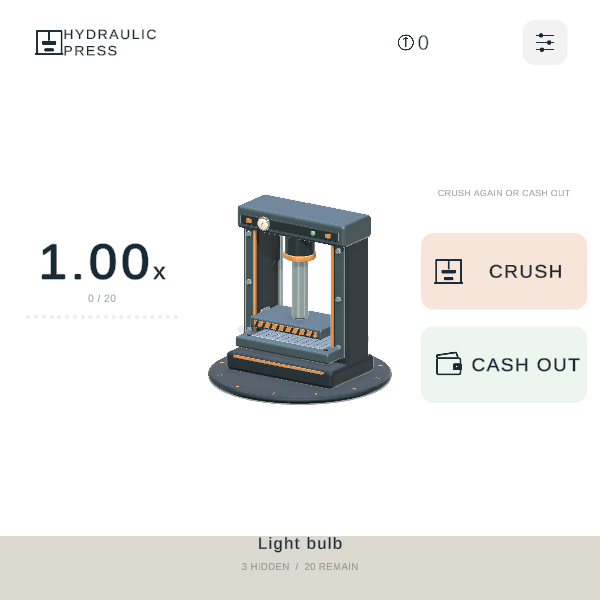 HYDRAULIC
PRESS
0
CRUSH AGAIN OR CASH OUT
1.00x
0 / 20
CRUSH
CASH OUT
Light bulb
3 HIDDEN / 20 REMAIN